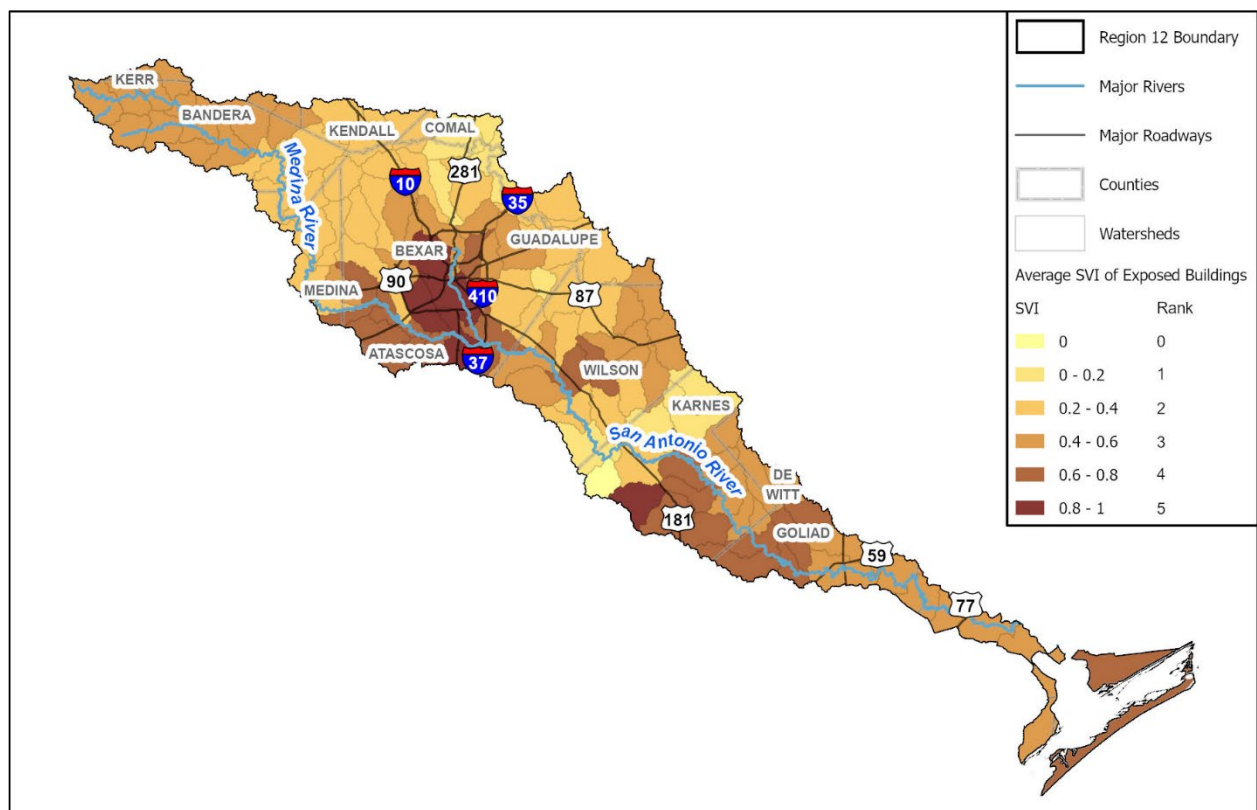 KERR
BANDERA
KENDALL
COMAL
Medina River
10
281
35
BEXAR
GUADALUPE
MEDINA
90
410
87
ATASCOSA
37
WILSON
KARNES
San Antonio River
DE
WITT
181
GOLIAD
59
77
Region 12 Boundary
Major Rivers
Major Roadways
Counties
Watersheds
Average SVI of Exposed Buildings
SVI Rank
0 0
0 - 0.2 1
0.2 - 0.4 2
0.4 - 0.6 3
0.6 - 0.8 4
0.8 - 1 5